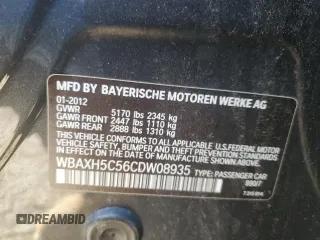 MFD BY BAYERISCHE MOTOREN WERKE AG
01-2012
GVWR 5170 lbs 2345 kg
GAWR FRONT 2447 lbs 1110 kg
GAWR REAR 2888 lbs 1310 kg
THIS VEHICLE CONFORMS TO ALL APPLICABLE
FEDERAL MOTOR VEHICLE SAFETY, BUMPER,
AND THEFT PREVENTION STANDARDS IN
EFFECT ON THE DATE OF MANUFACTURE
SHOWN ABOVE.
WBAXH5C56CDW08935
TYPE: PASSENGER CAR
DREAMBID